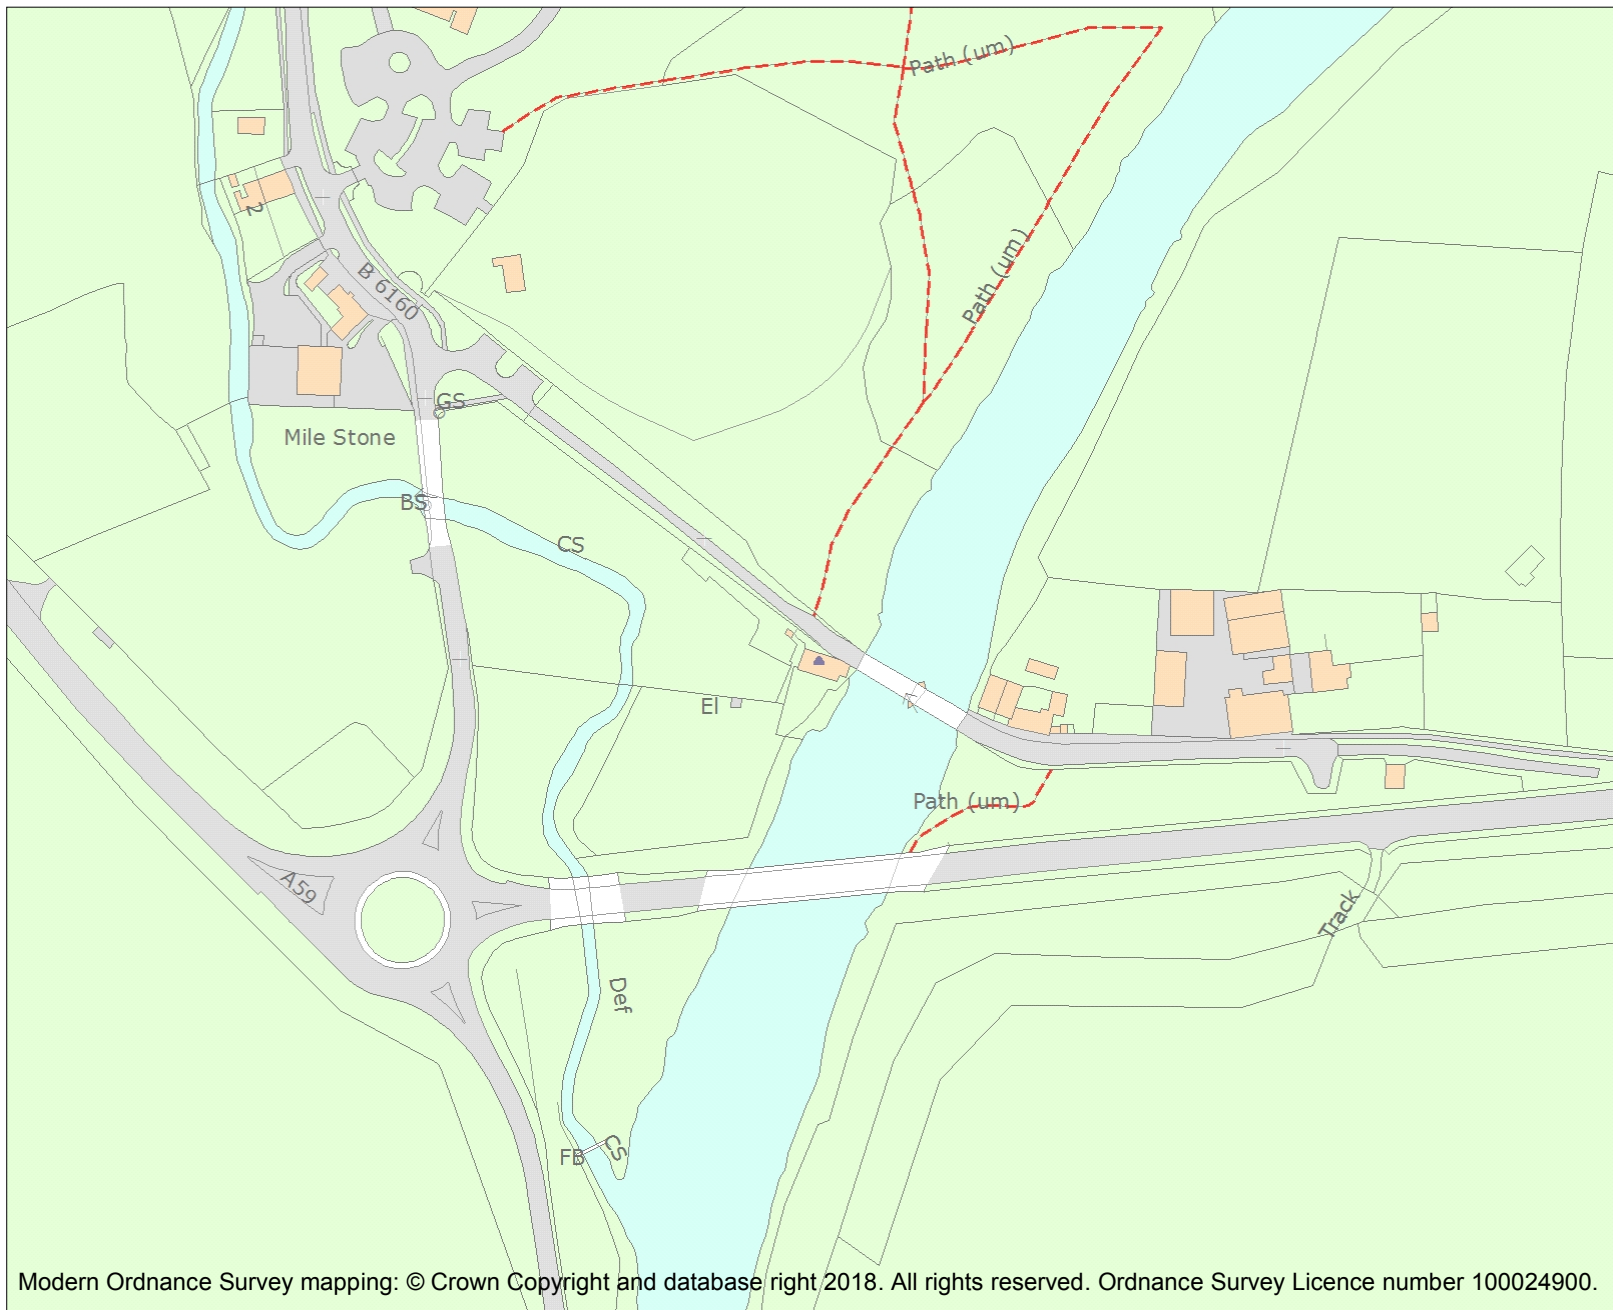 Path (um)
2
B 6160
Path (um)
GS
Mile Stone
BS
CS
El
Path (um)
A59
Track
Def
FB
CS
Modern Ordnance Survey mapping: © Crown Copyright and database right 2018. All rights reserved. Ordnance Survey Licence number 100024900.